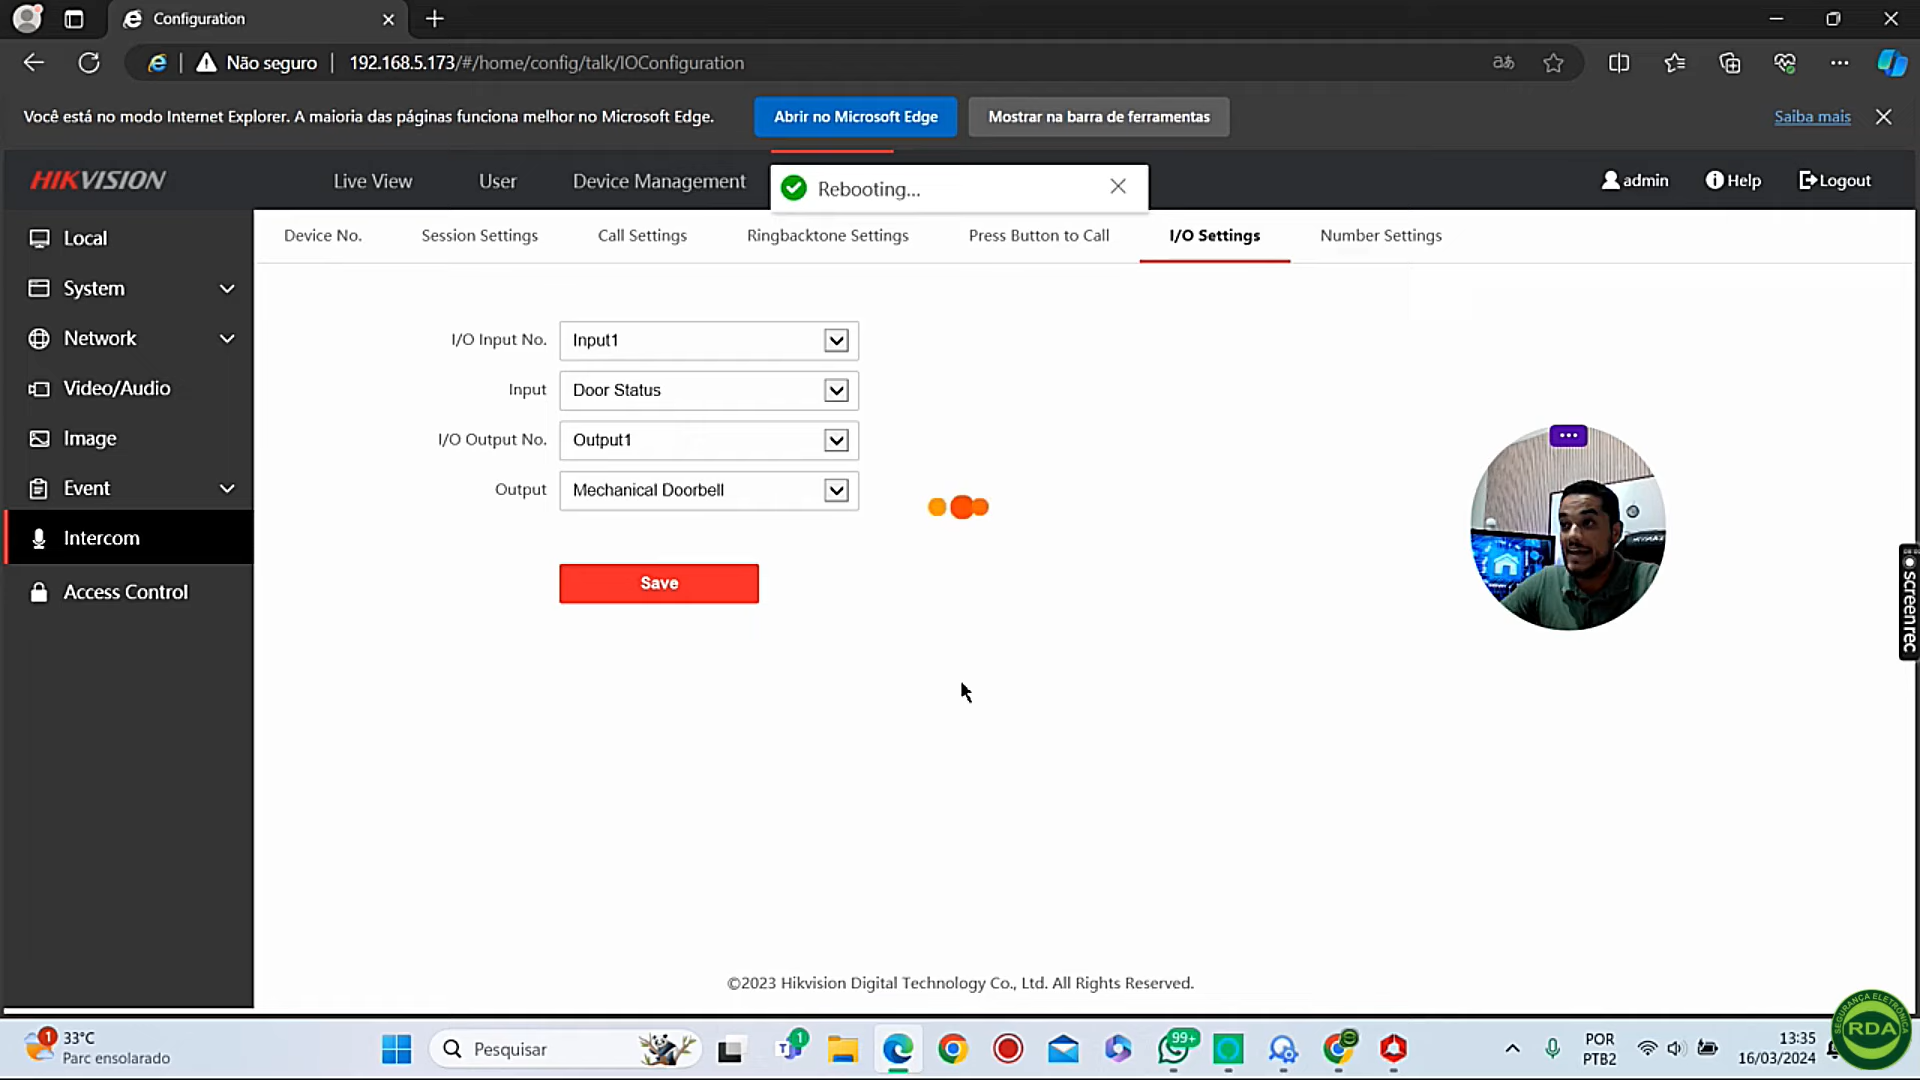 Configuration
Não seguro
192.168.5.173/#/home/config/talk/IOConfiguration
Você está no modo Internet Explorer. A maioria das páginas funciona melhor no Microsoft Edge.
Abrir no Microsoft Edge
Mostrar na barra de ferramentas
Saiba mais
HIKVISION
Live View
User
Device Management
Rebooting...
admin
Help
Logout
Local
System
Network
Video/Audio
Image
Event
Intercom
Access Control
Device No.
Session Settings
Call Settings
Ringbacktone Settings
Press Button to Call
I/O Settings
Number Settings
I/O Input No.
Input1
Input
Door Status
I/O Output No.
Output1
Output
Mechanical Doorbell
Save
screenrec
©2023 Hikvision Digital Technology Co., Ltd. All Rights Reserved.
1
33°C
Parc ensolarado
Pesquisar
1
99+
POR
PTB2
13:35
16/03/2024
SEGURANÇA ELETRÔNICA
RDA